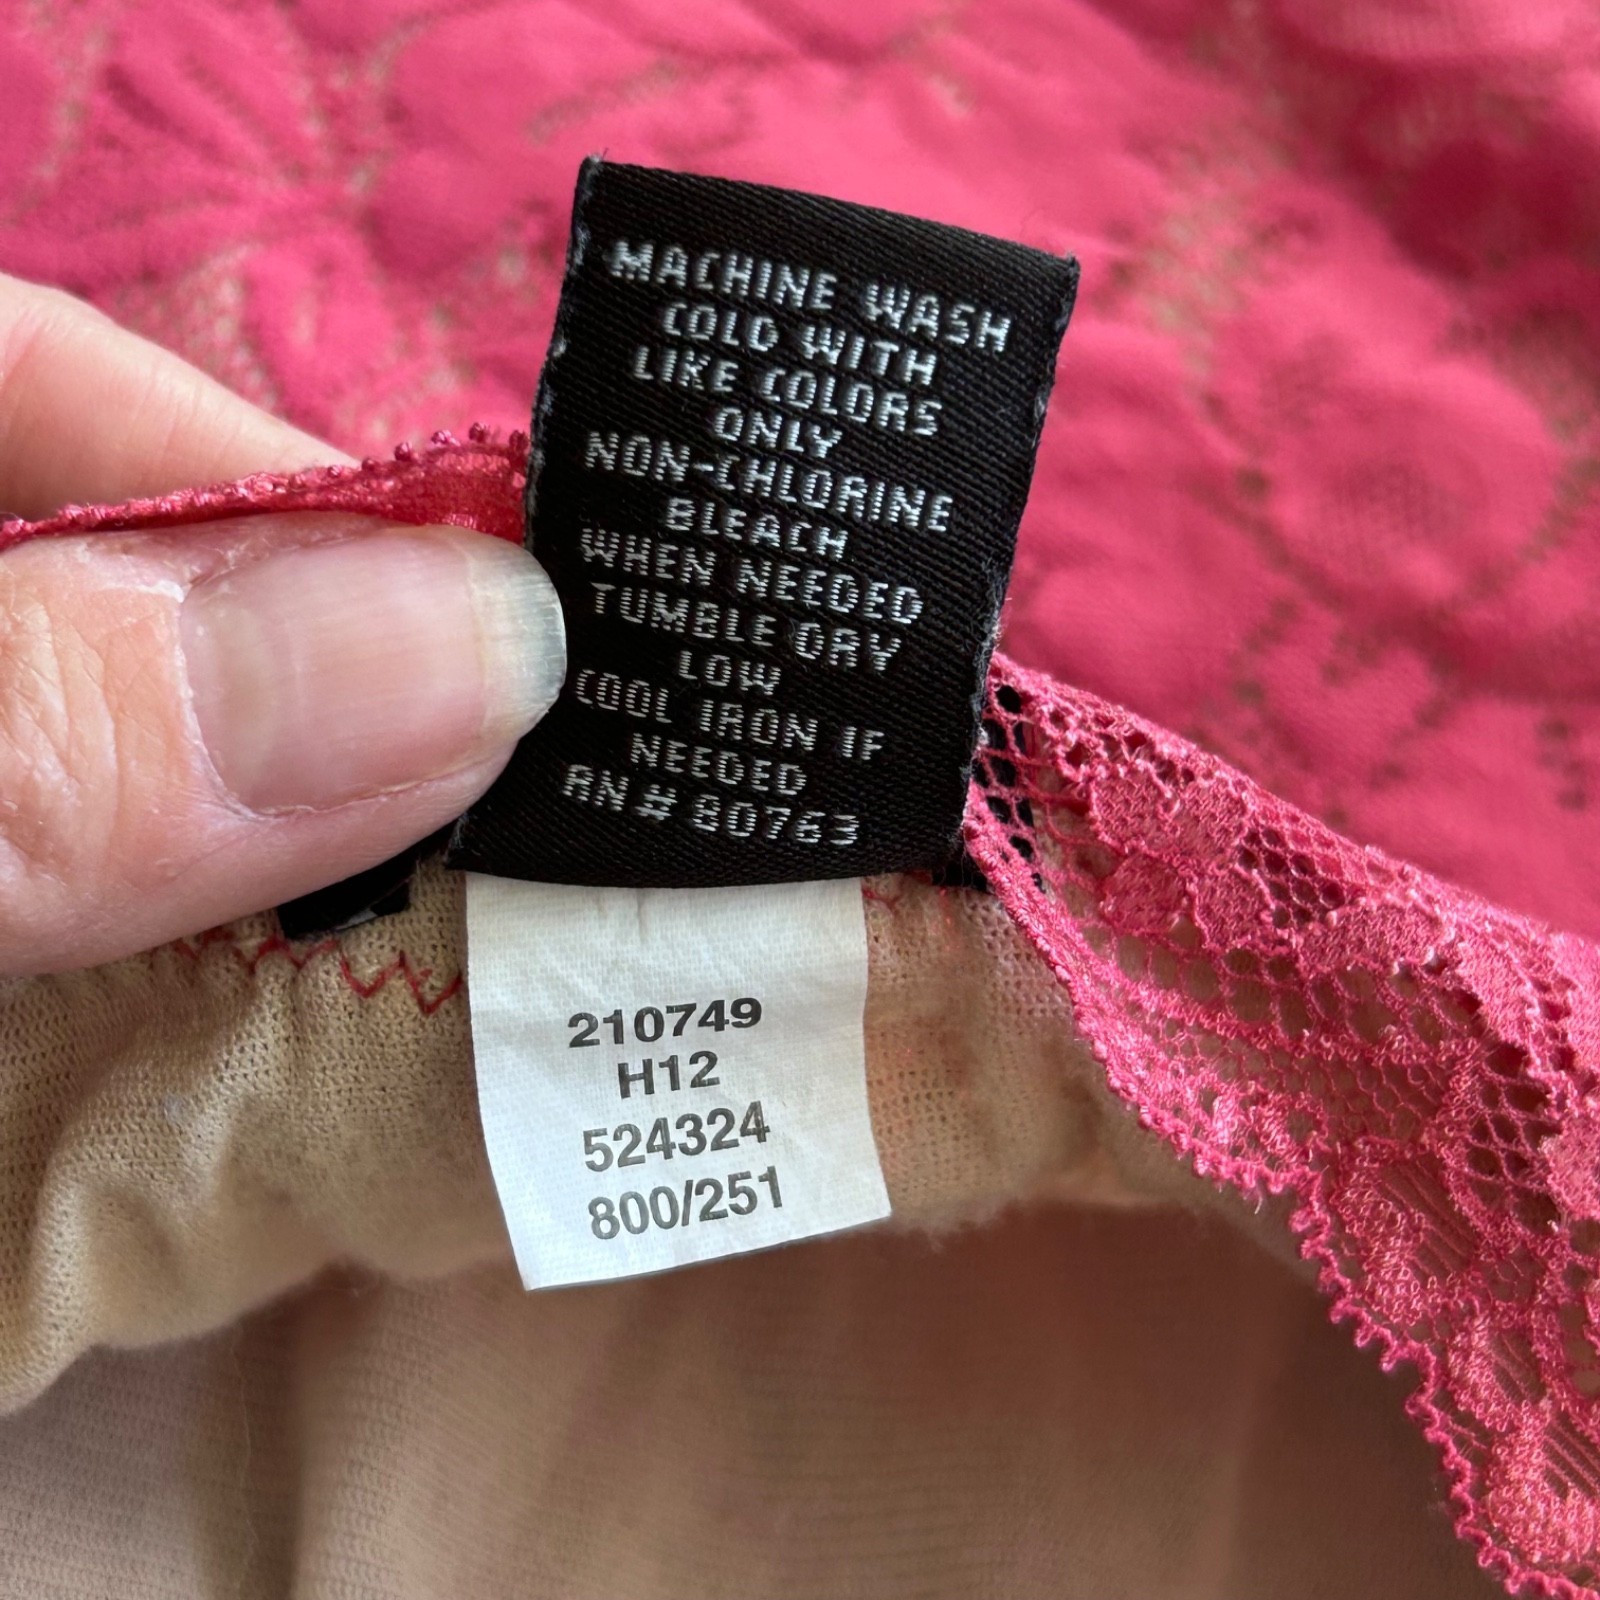 MACHINE WASH
COLD WITH
LIKE COLORS
ONLY
NON-CHLORINE
BLEACH
WHEN NEEDED
TUMBLE DRY
LOW
COOL IRON IF
NEEDED
RN# 80763
210749
H12
524324
800/251